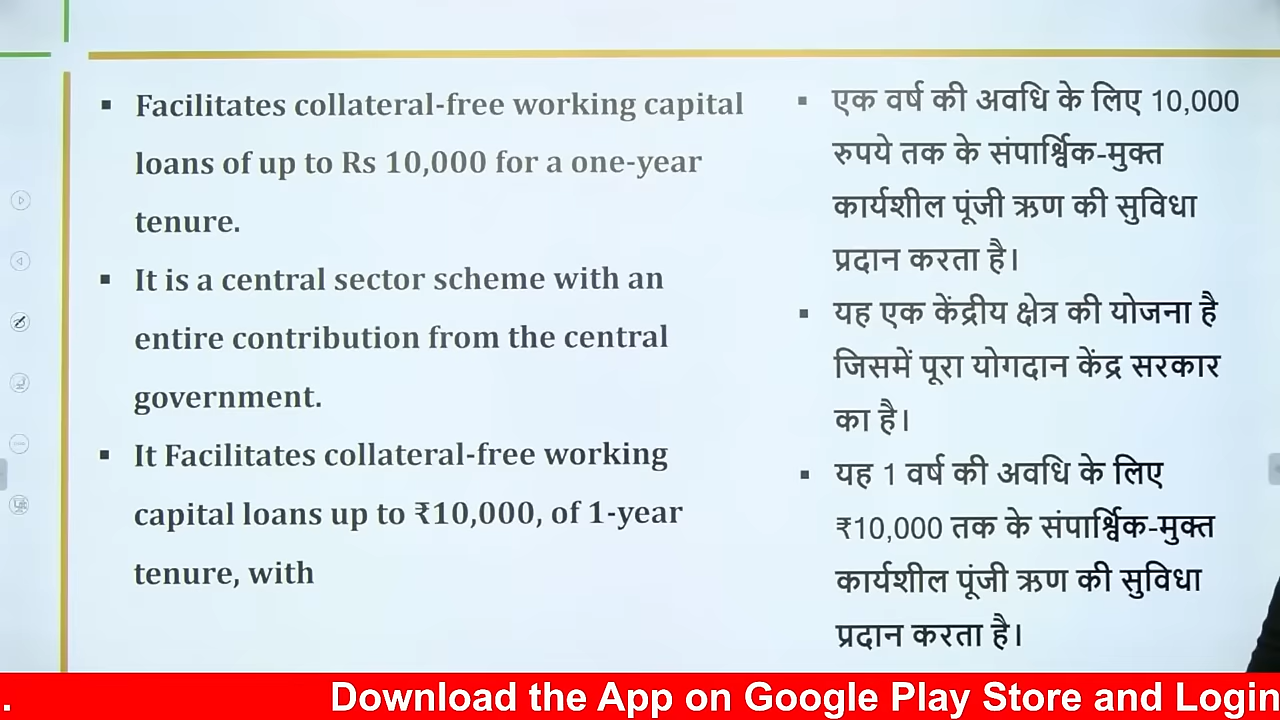 Facilitates collateral-free working capital
loans of up to Rs 10,000 for a one-year
tenure.
It is a central sector scheme with an
entire contribution from the central
government.
It Facilitates collateral-free working
capital loans up to ₹10,000, of 1-year
tenure, with
एक वर्ष की अवधि के लिए 10,000
रुपये तक के संपार्श्विक-मुक्त
कार्यशील पूंजी ऋण की सुविधा
प्रदान करता है।
यह एक केंद्रीय क्षेत्र की योजना है
जिसमें पूरा योगदान केंद्र सरकार
का है।
यह 1 वर्ष की अवधि के लिए
₹10,000 तक के संपार्श्विक-मुक्त
कार्यशील पूंजी ऋण की सुविधा
प्रदान करता है।
. Download the App on Google Play Store and Login